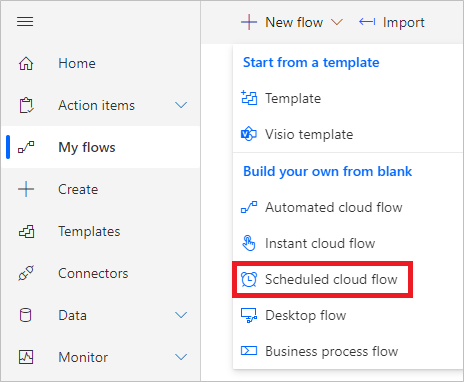 Home
Action items
My flows
Create
Templates
Connectors
Data
Monitor
New flow
Import
Start from a template
Template
Visio template
Build your own from blank
Automated cloud flow
Instant cloud flow
Scheduled cloud flow
Desktop flow
Business process flow